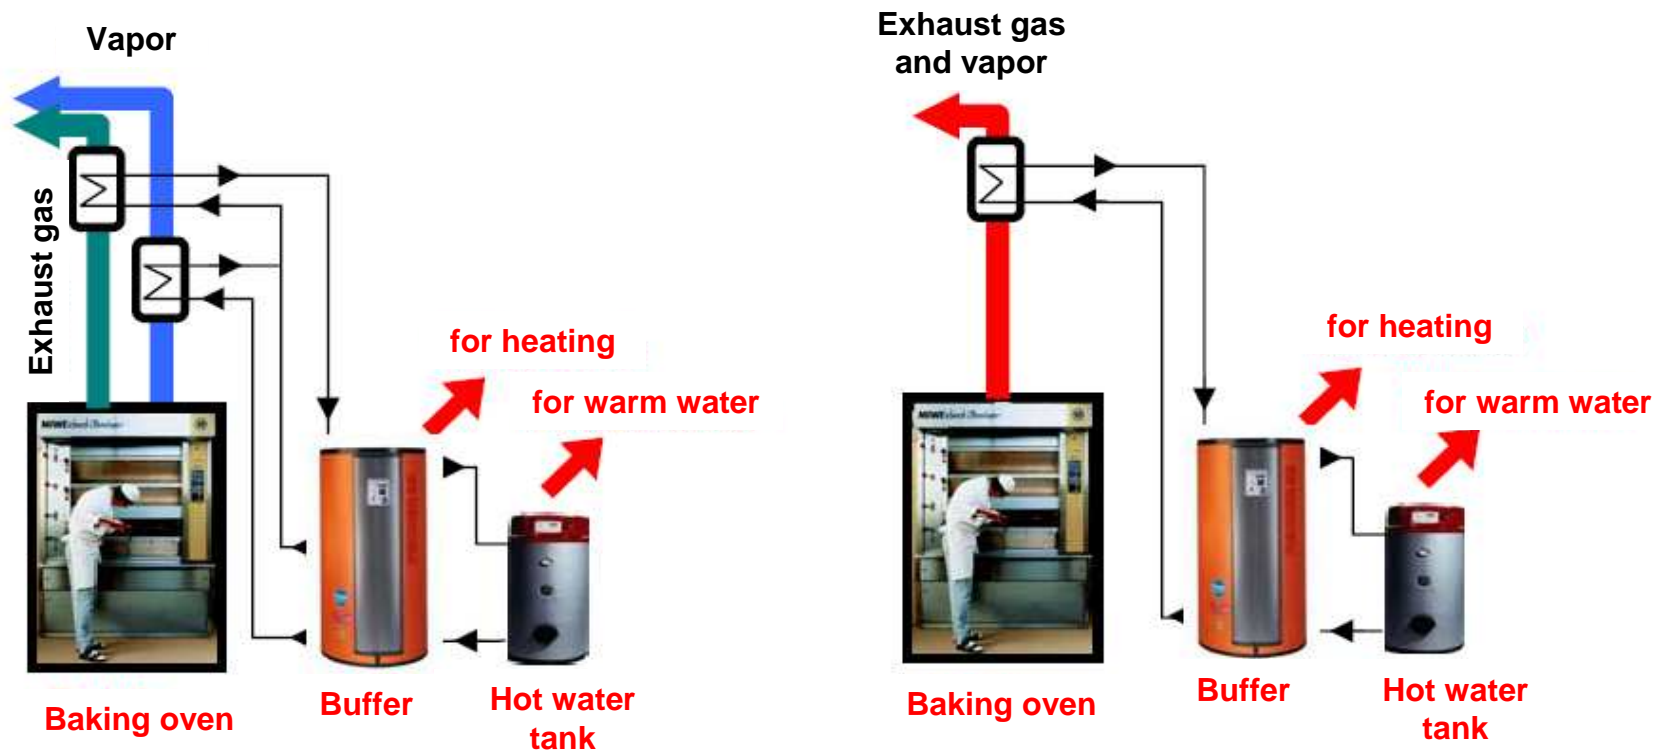 Vapor
Exhaust gas
for heating
for warm water
Baking oven
Buffer
Hot water
tank
Exhaust gas
and vapor
for heating
for warm water
MIWE
Baking oven
Buffer
Hot water
tank